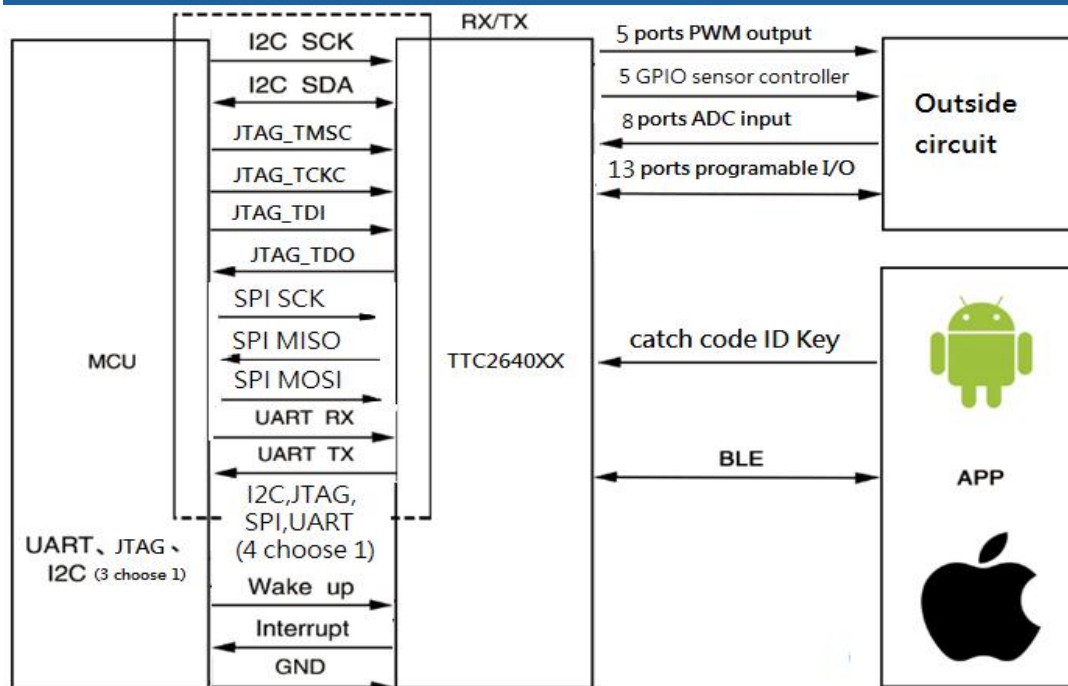 RX/TX
I2C SCK
I2C SDA
JTAG_TMSC
JTAG_TCKC
JTAG_TDI
JTAG_TDO
SPI SCK
SPI MISO
SPI MOSI
UART RX
UART TX
I2C,JTAG,
SPI,UART
(4 choose 1)
Wake up
Interrupt
GND
MCU
UART、JTAG、
I2C (3 choose 1)
TTC2640XX
5 ports PWM output
5 GPIO sensor controller
8 ports ADC input
13 ports programable I/O
Outside
circuit
catch code ID Key
BLE
APP